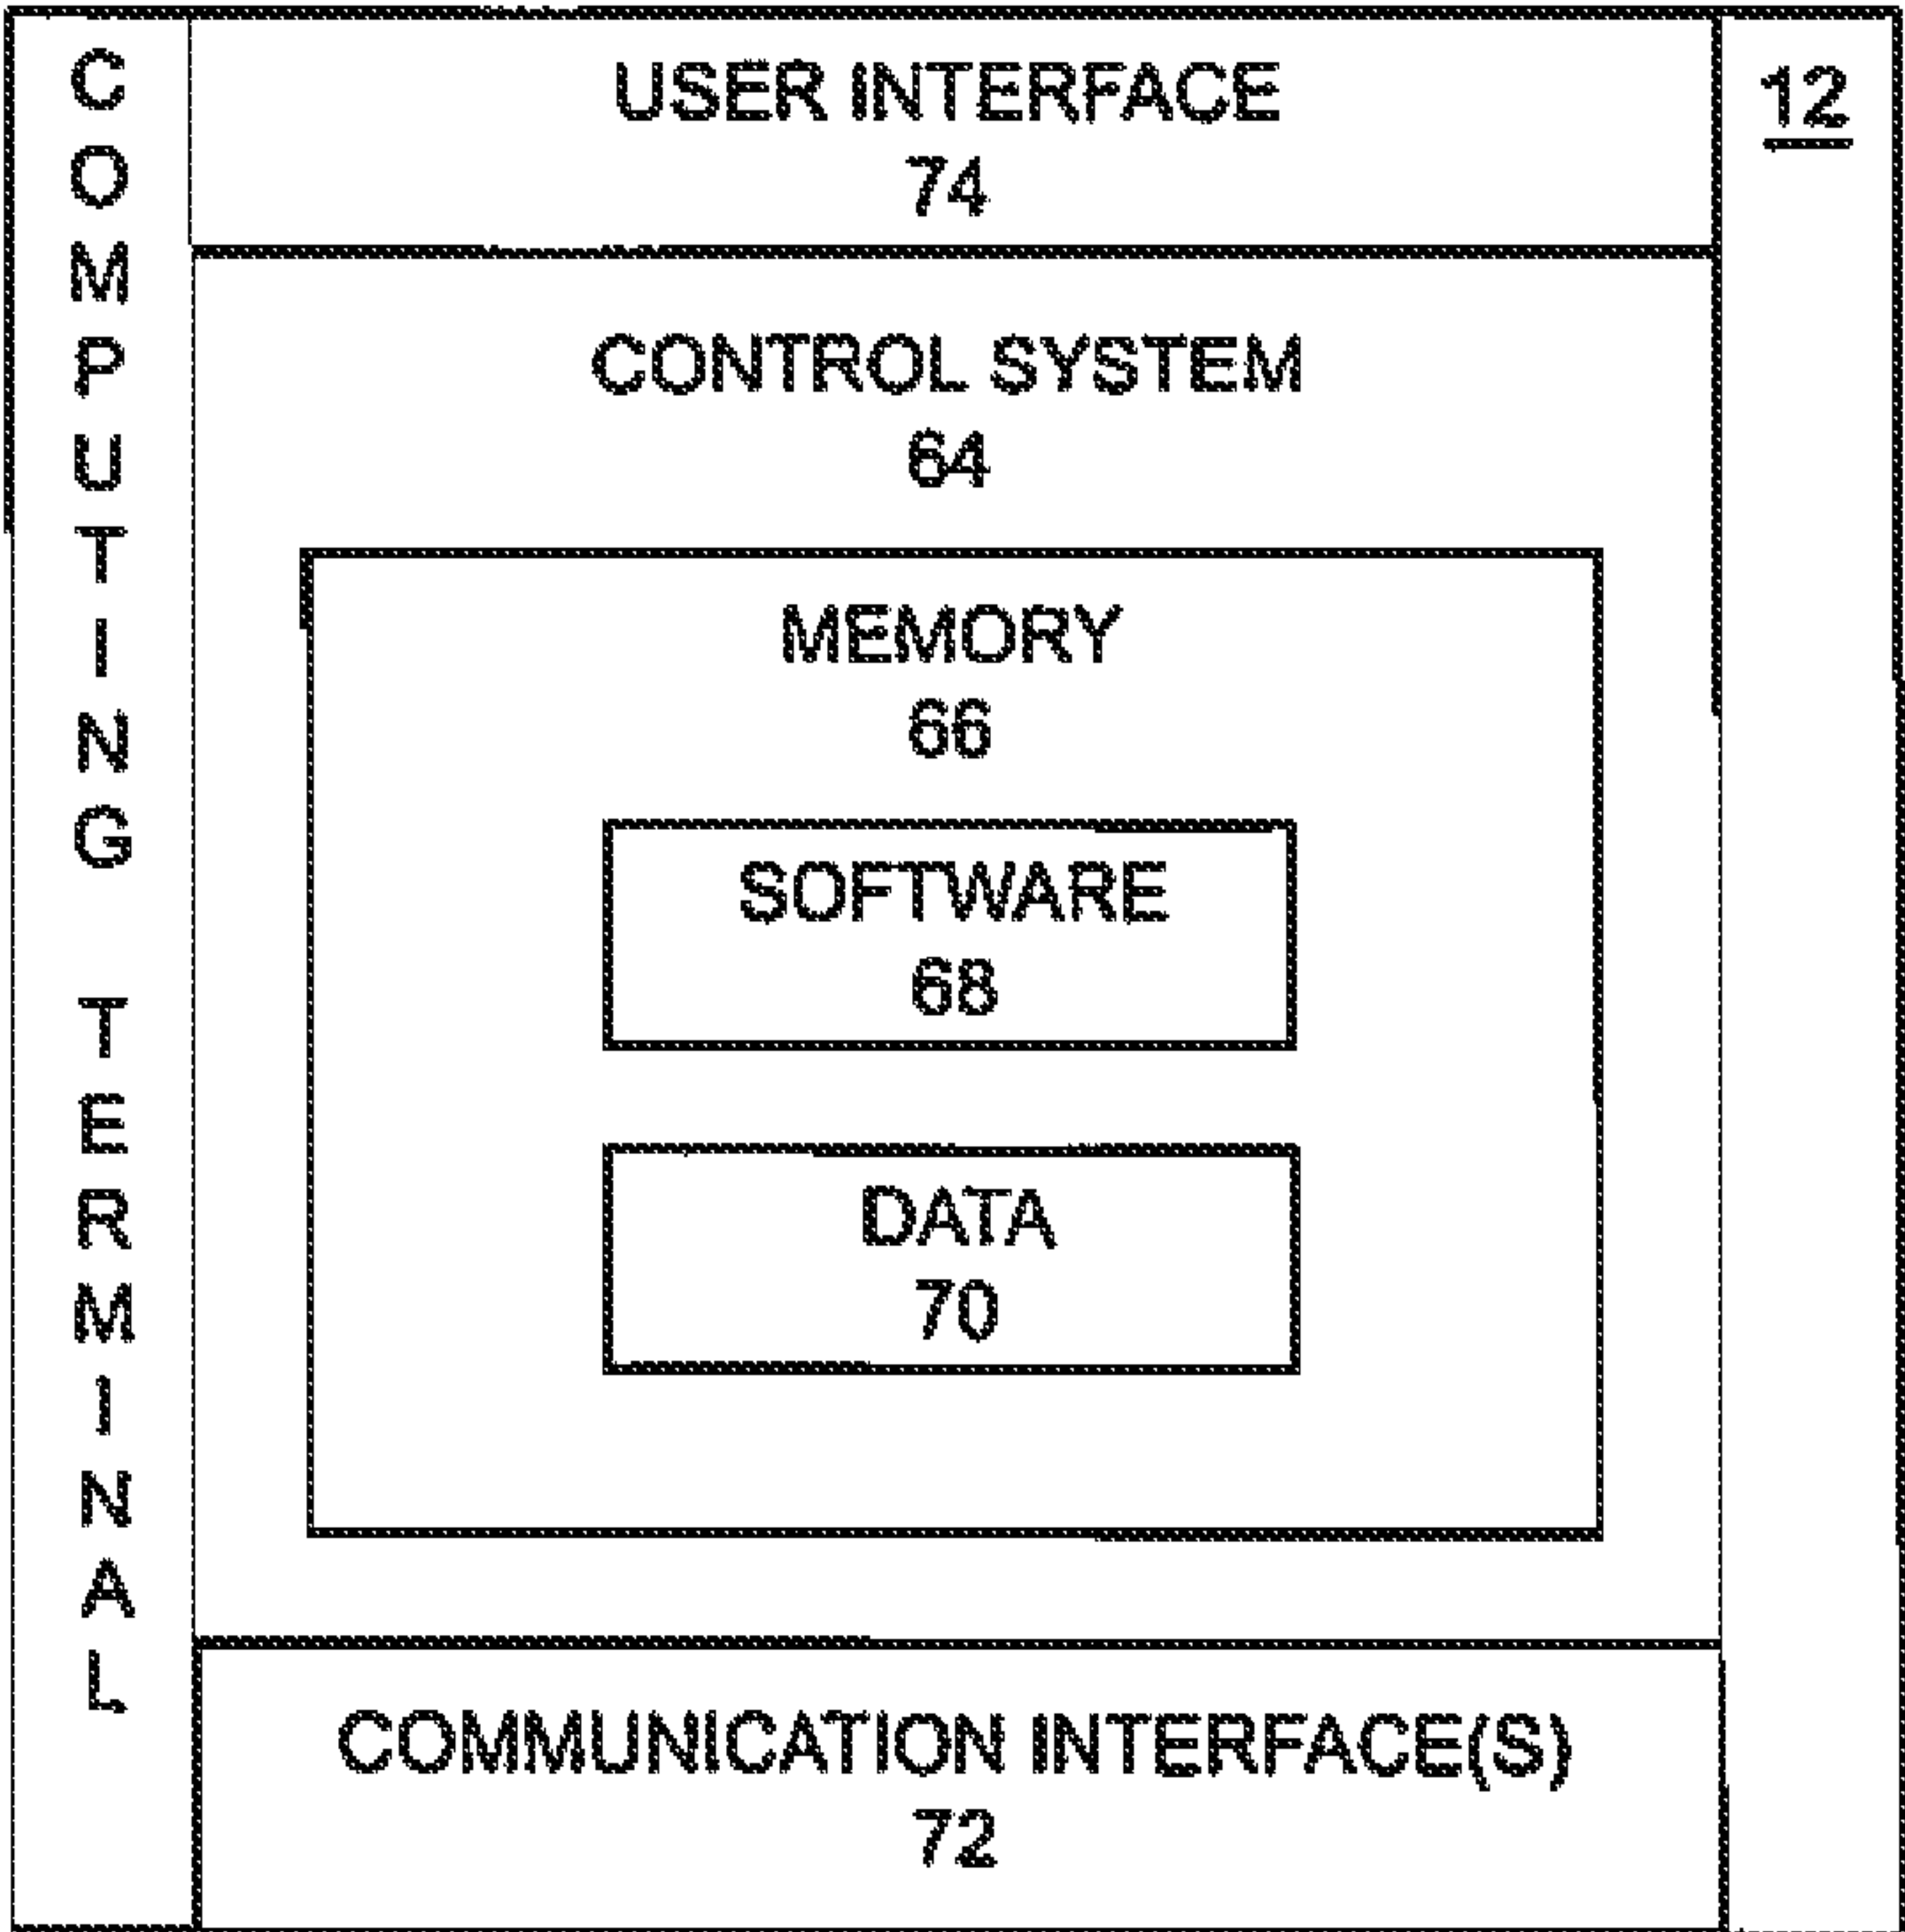 COMPUTING TERMINAL
USER INTERFACE
74
12
CONTROL SYSTEM
64
MEMORY
66
SOFTWARE
68
DATA
70
COMMUNICATION INTERFACE(S)
72